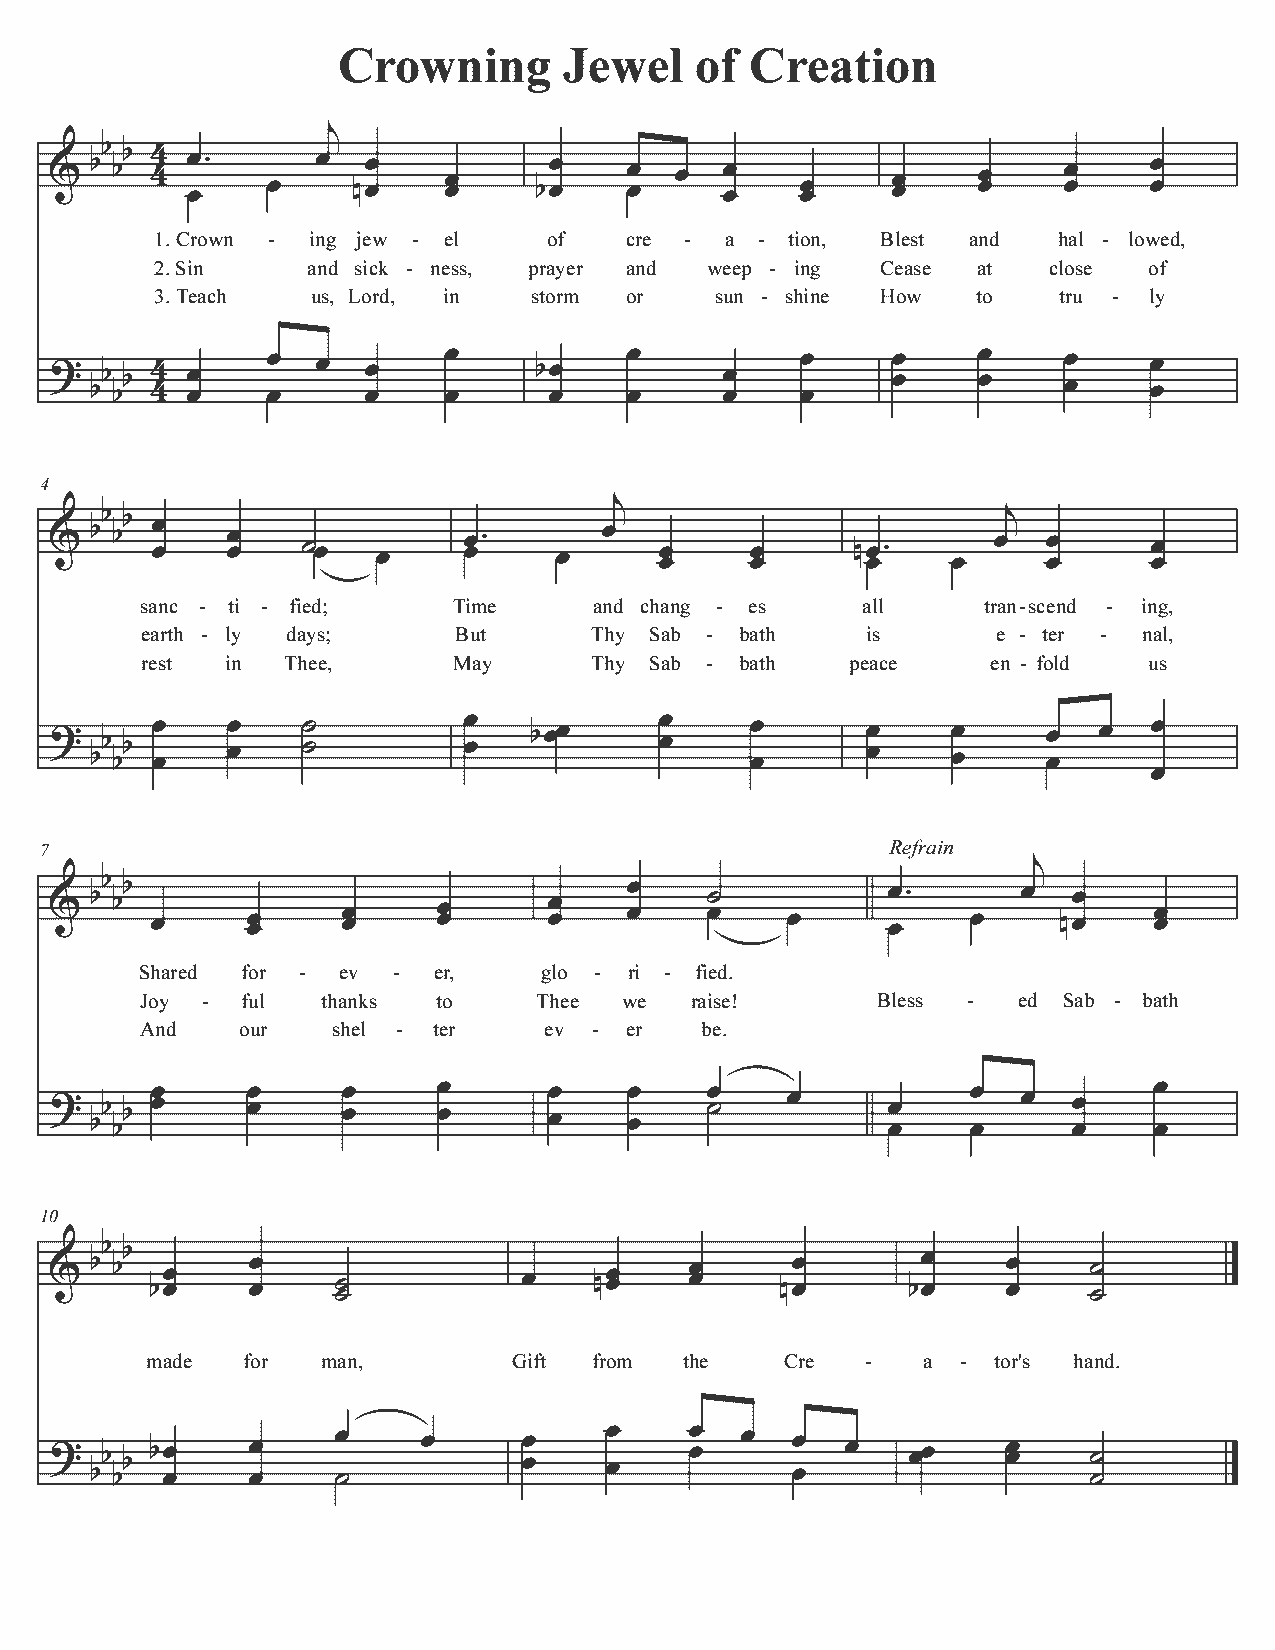 Crowning Jewel of Creation
1. Crown - ing jew - el of cre - a - tion, Blest and hal - lowed,
2. Sin and sick - ness, prayer and weep - ing Cease at close of
3. Teach us, Lord, in storm or sun - shine How to tru - ly
4
sanc - ti - fied; Time and chang - es all tran-scend - ing,
earth - ly days; But Thy Sab - bath is e - ter - nal,
rest in Thee, May Thy Sab - bath peace en - fold us
7
Refrain
Shared for - ev - er, glo - ri - fied.
Joy - ful thanks to Thee we raise! Bless - ed Sab - bath
And our shel - ter ev - er be.
10
made for man, Gift from the Cre - a - tor's hand.